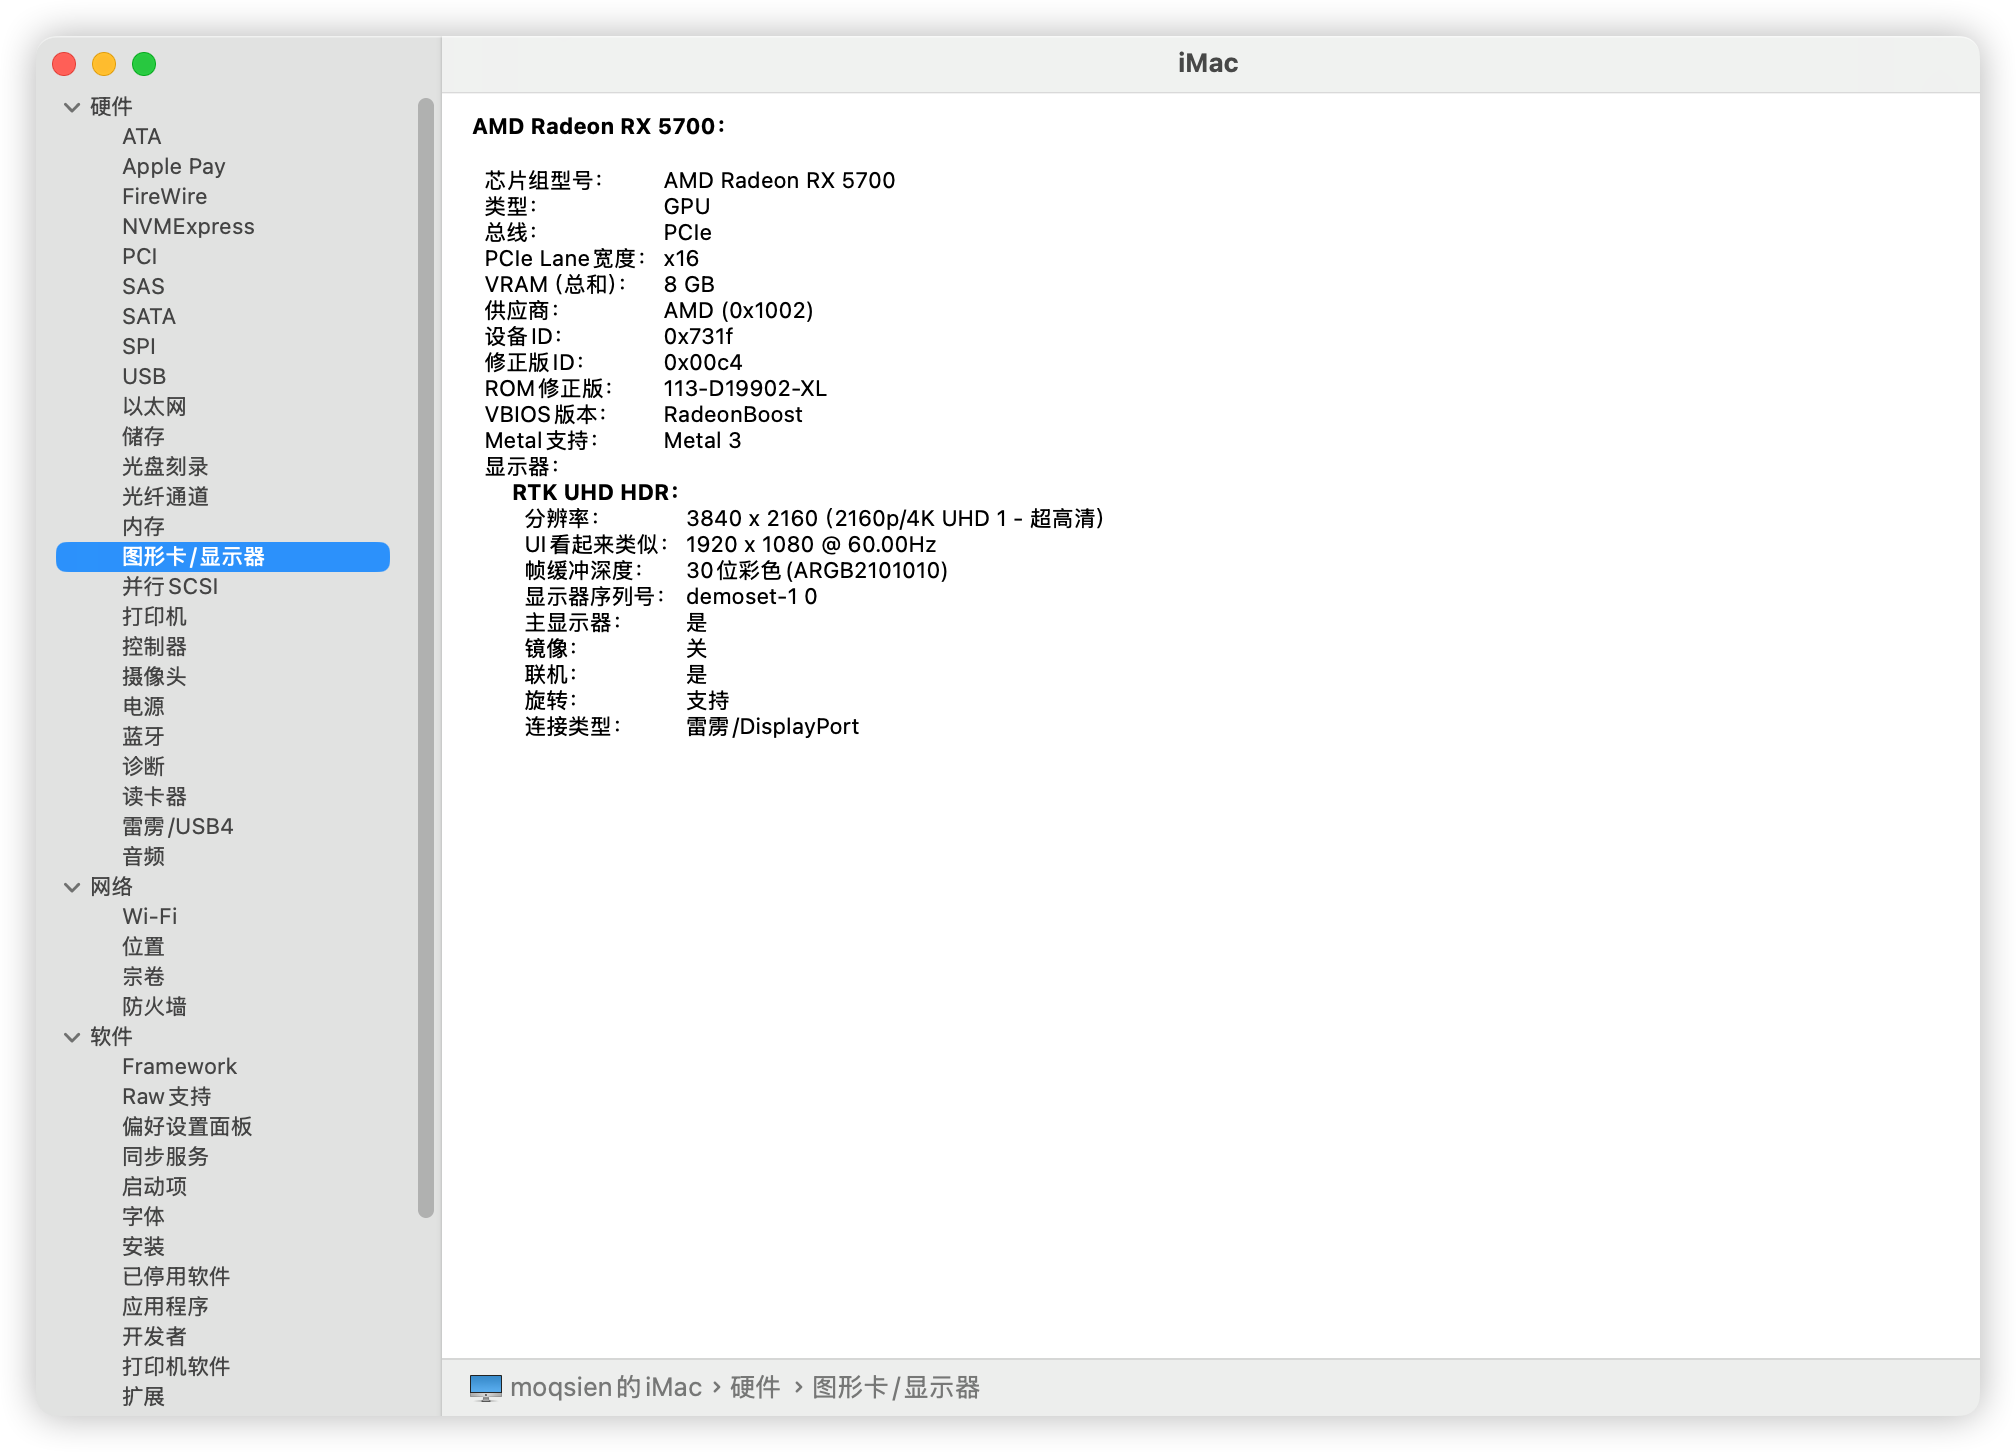 iMac
硬件
ATA
Apple Pay
FireWire
NVMExpress
PCI
SAS
SATA
SPI
USB
以太网
储存
光盘刻录
光纤通道
内存
图形卡/显示器
并行SCSI
打印机
控制器
摄像头
电源
蓝牙
诊断
读卡器
雷雳/USB4
音频
网络
Wi-Fi
位置
宗卷
防火墙
软件
Framework
Raw支持
偏好设置面板
同步服务
启动项
字体
安装
已停用软件
应用程序
开发者
打印机软件
扩展
AMD Radeon RX 5700:
芯片组型号: AMD Radeon RX 5700
类型: GPU
总线: PCIe
PCIe Lane宽度: x16
VRAM (总和): 8 GB
供应商: AMD (0x1002)
设备ID: 0x731f
修正版ID: 0x00c4
ROM修正版: 113-D19902-XL
VBIOS版本: RadeonBoost
Metal支持: Metal 3
显示器:
RTK UHD HDR:
分辨率: 3840 x 2160 (2160p/4K UHD 1 - 超高清)
UI看起来类似: 1920 x 1080 @ 60.00Hz
帧缓冲深度: 30位彩色(ARGB2101010)
显示器序列号: demoset-1 0
主显示器: 是
镜像: 关
联机: 是
旋转: 支持
连接类型: 雷雳/DisplayPort
moqsien的iMac › 硬件 › 图形卡/显示器